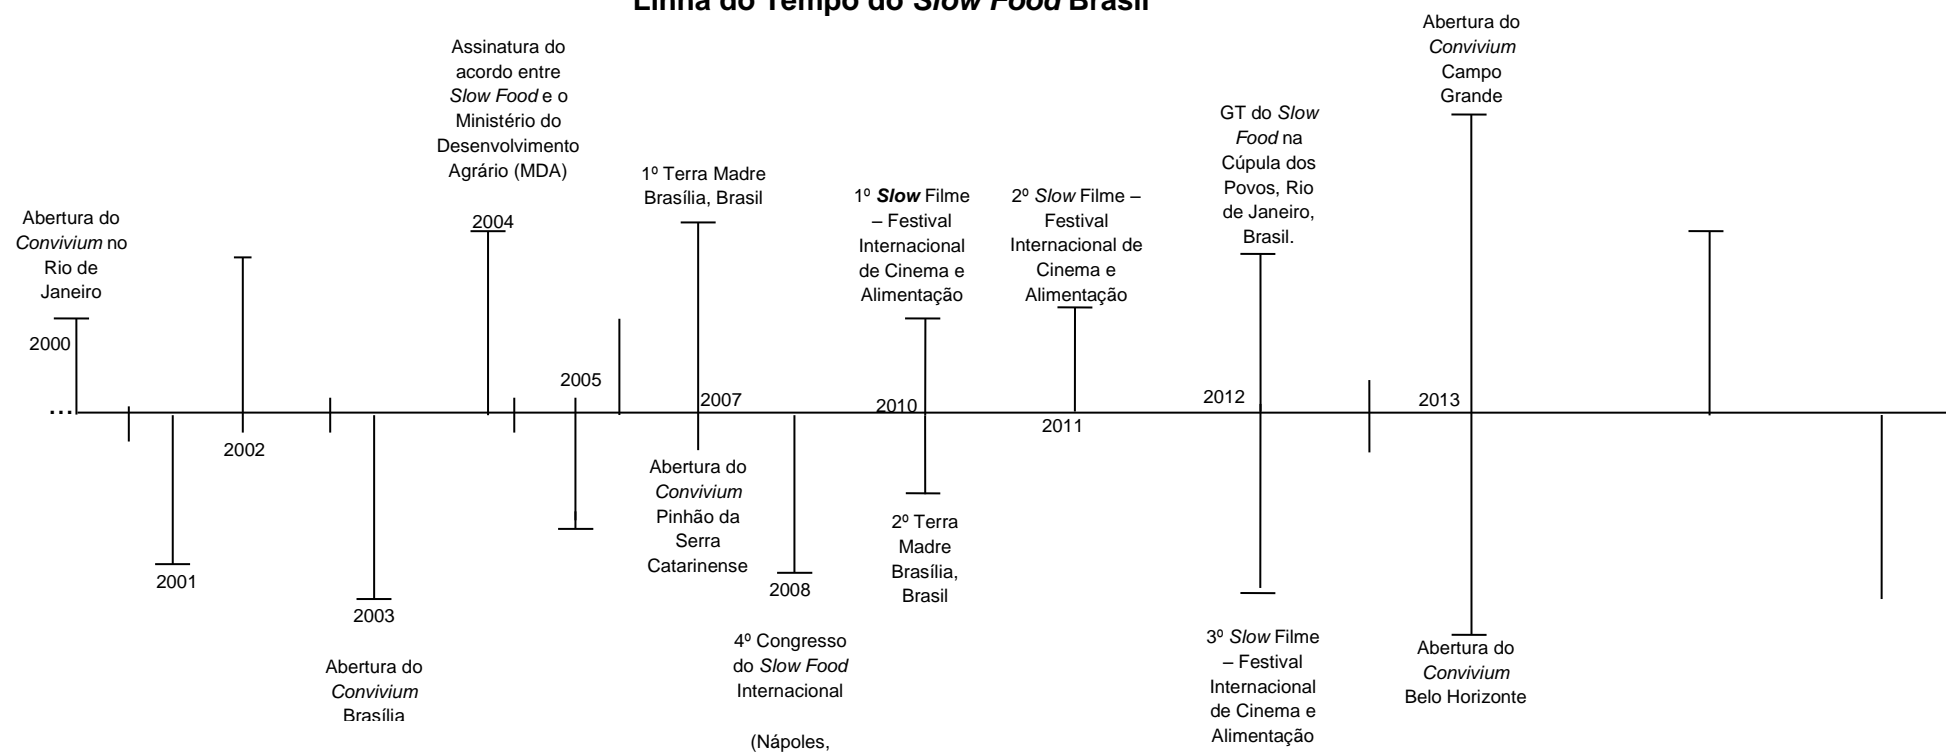 Linha do Tempo do Slow Food Brasil
Abertura do
Convivium no
Rio de
Janeiro
2000
...
2001
2002
2003
Abertura do
Convivium
Brasília
Assinatura do
acordo entre
Slow Food e o
Ministério do
Desenvolvimento
Agrário (MDA)
2004
2005
1º Terra Madre
Brasília, Brasil
2007
Abertura do
Convivium
Pinhão da
Serra
Catarinense
2008
4º Congresso
do Slow Food
Internacional
(Nápoles,
1º Slow Filme
– Festival
Internacional
de Cinema e
Alimentação
2010
2º Terra
Madre
Brasília,
Brasil
2º Slow Filme –
Festival
Internacional de
Cinema e
Alimentação
2011
GT do Slow
Food na
Cúpula dos
Povos, Rio
de Janeiro,
Brasil.
2012
3º Slow Filme
– Festival
Internacional
de Cinema e
Alimentação
Abertura do
Convivium
Campo
Grande
2013
Abertura do
Convivium
Belo Horizonte